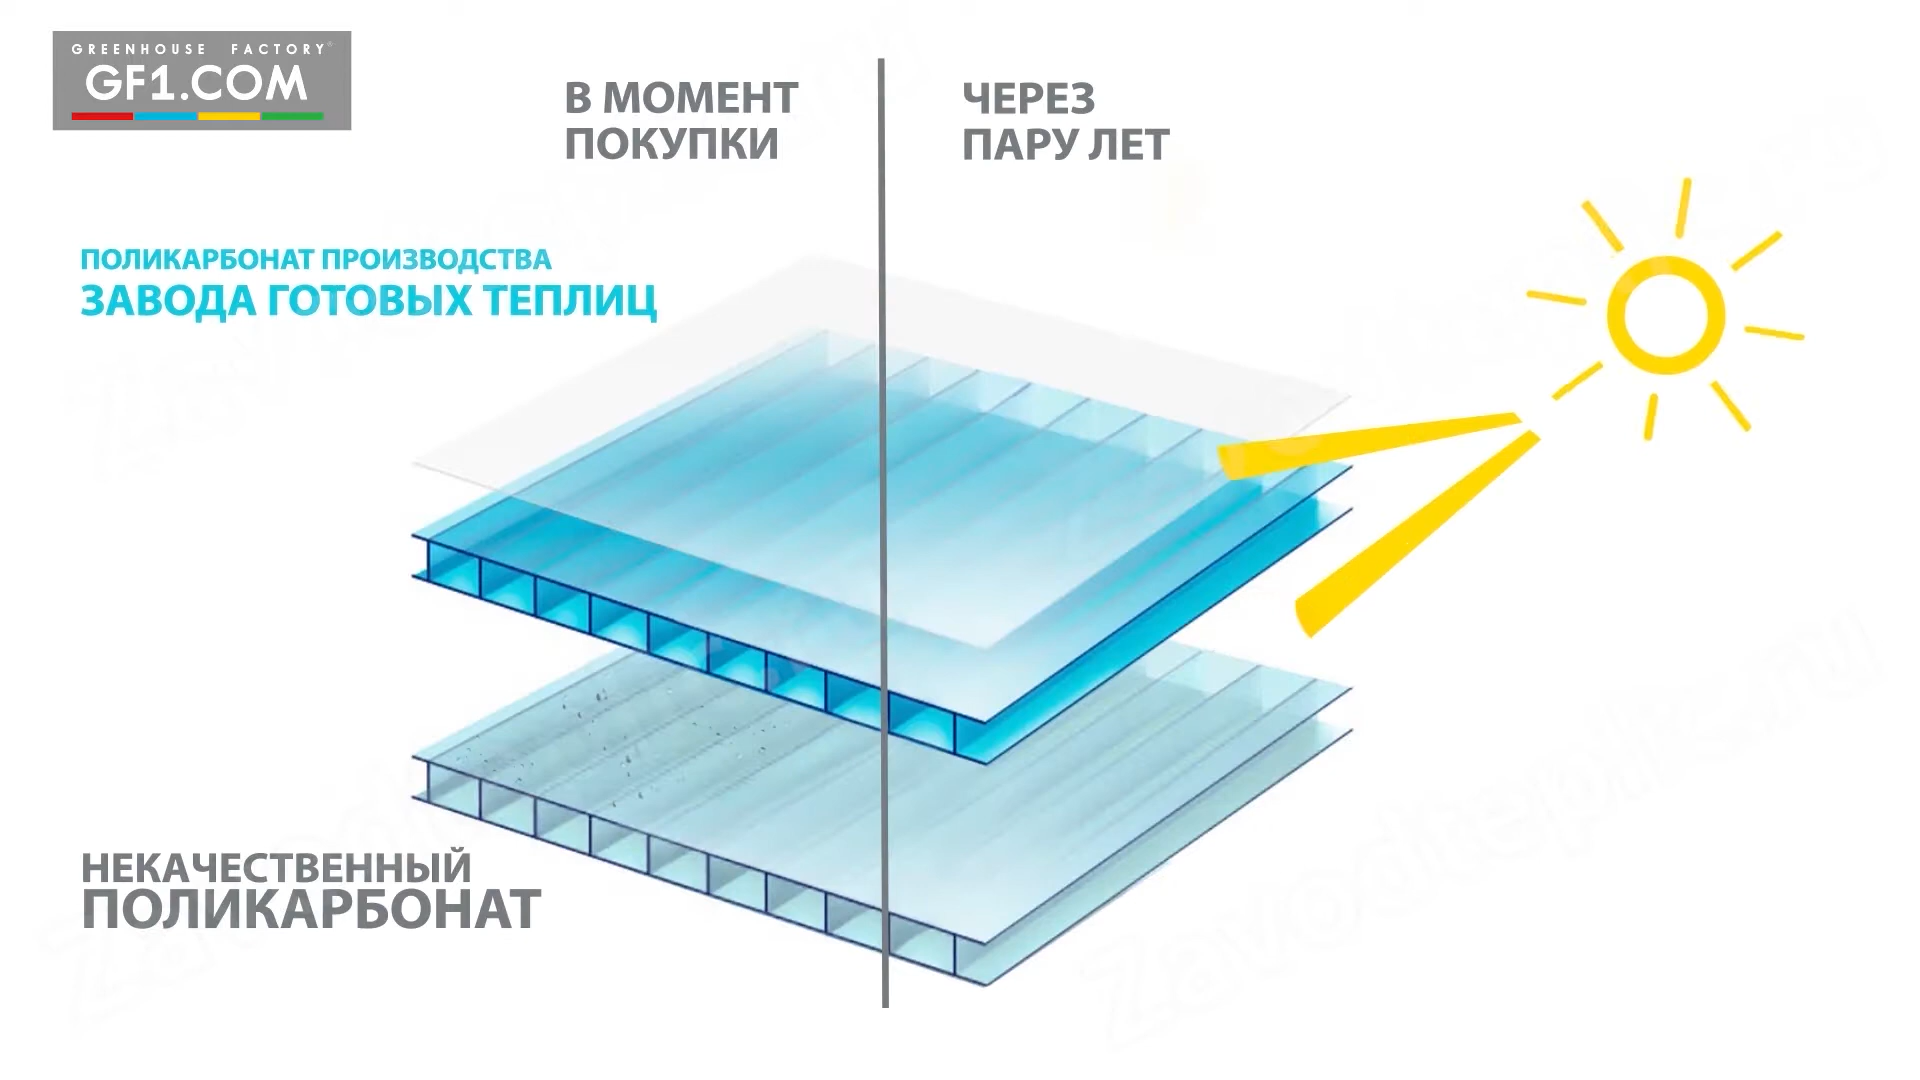 GREENHOUSE FACTORY®
GF1.COM
В МОМЕНТ
ПОКУПКИ
ЧЕРЕЗ
ПАРУ ЛЕТ
ПОЛИКАРБОНАТ ПРОИЗВОДСТВА
ЗАВОДА ГОТОВЫХ ТЕПЛИЦ
НЕКАЧЕСТВЕННЫЙ
ПОЛИКАРБОНАТ